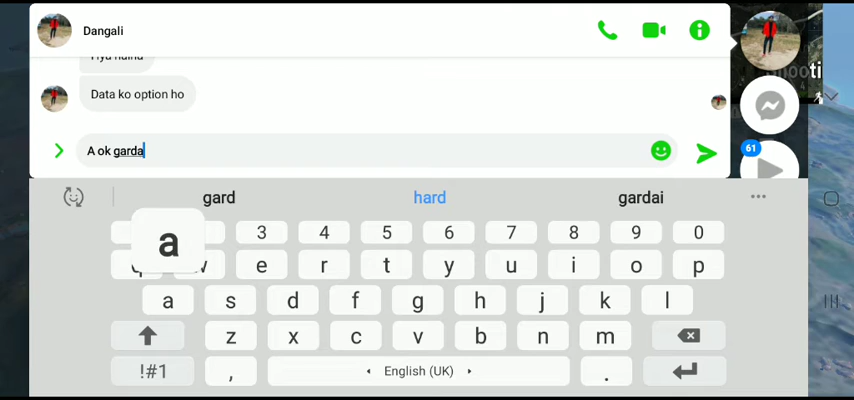 Dangali
Data ko option ho
A ok garda
61
gard hard gardai
a
3 4 5 6 7 8 9 0
q w e r t y u i o p
a s d f g h j k l
z x c v b n m
!#1 , English (UK) .